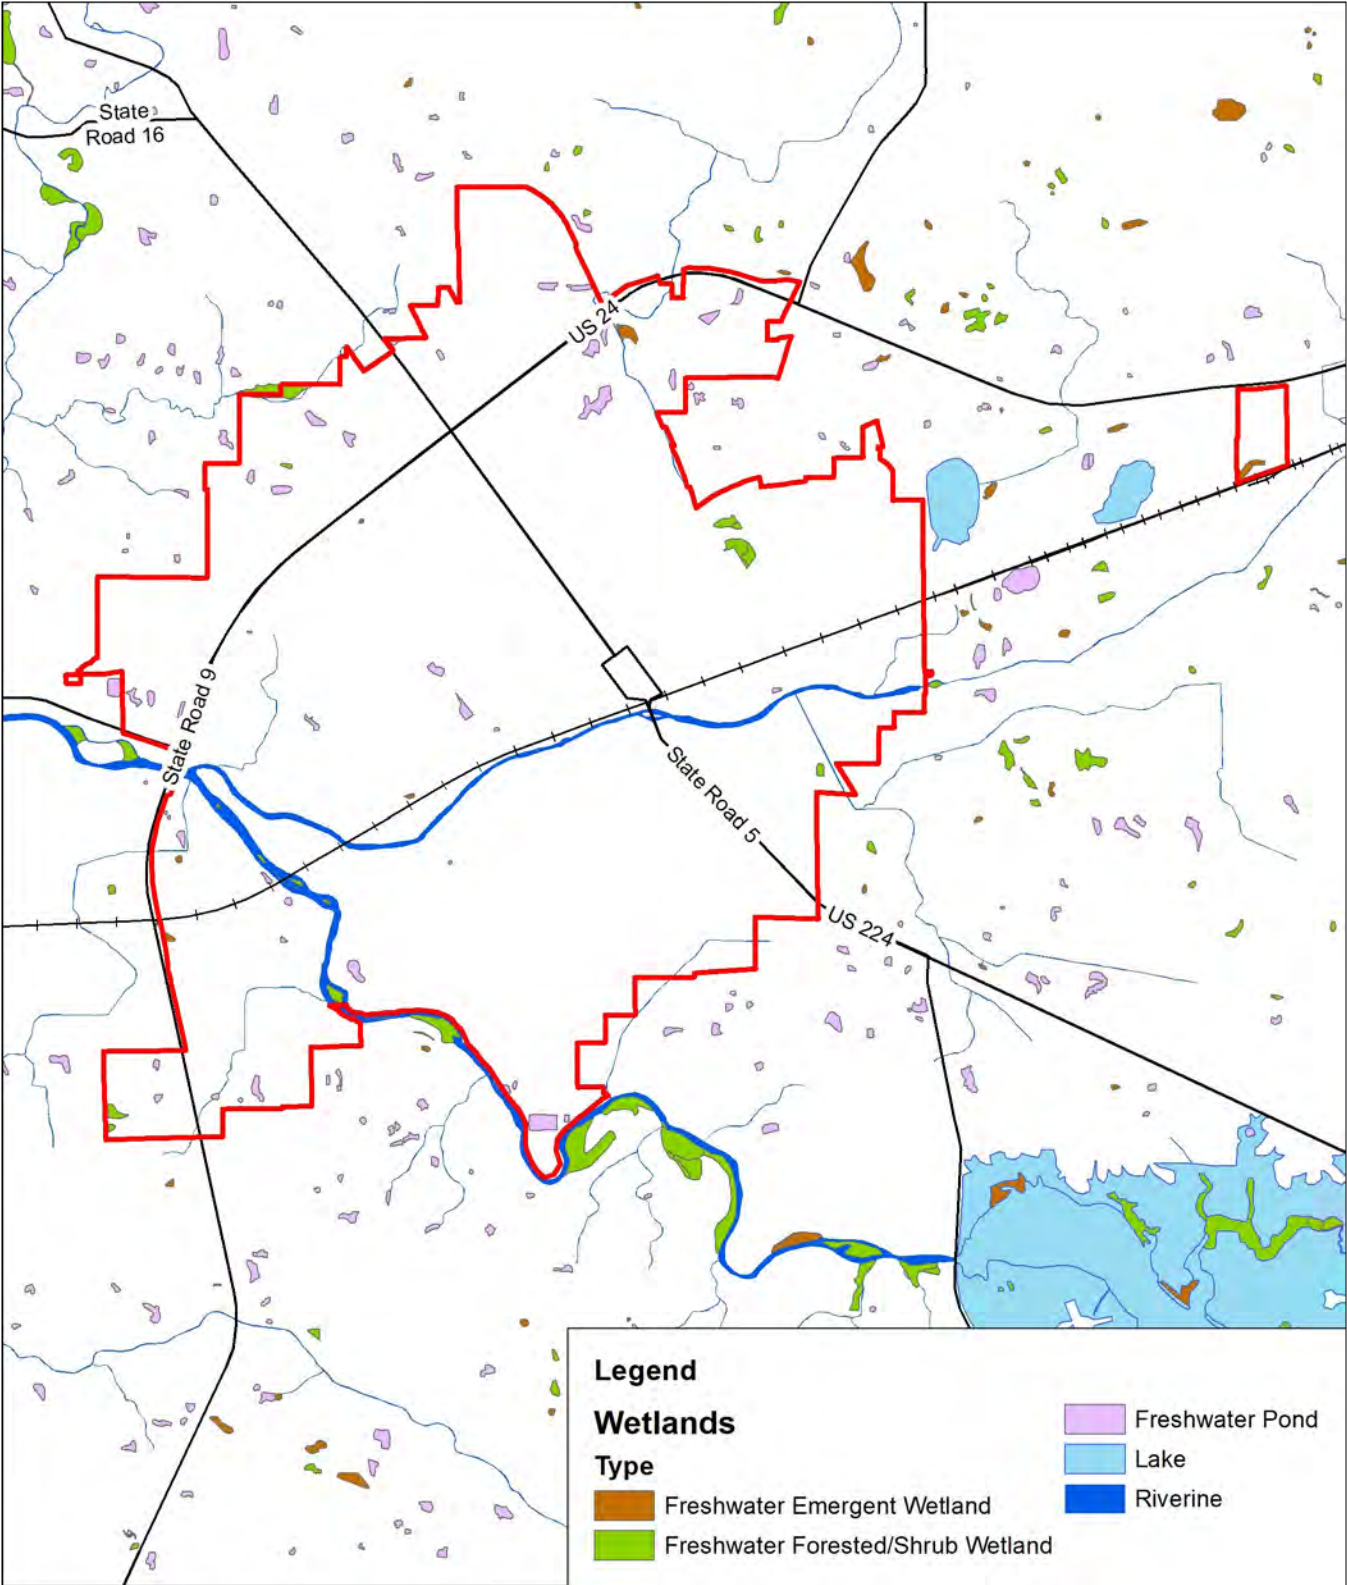 State
Road 16
US 24
State Road 9
State Road 5
US 224
Legend
Wetlands
Type
Freshwater Emergent Wetland
Freshwater Forested/Shrub Wetland
Freshwater Pond
Lake
Riverine